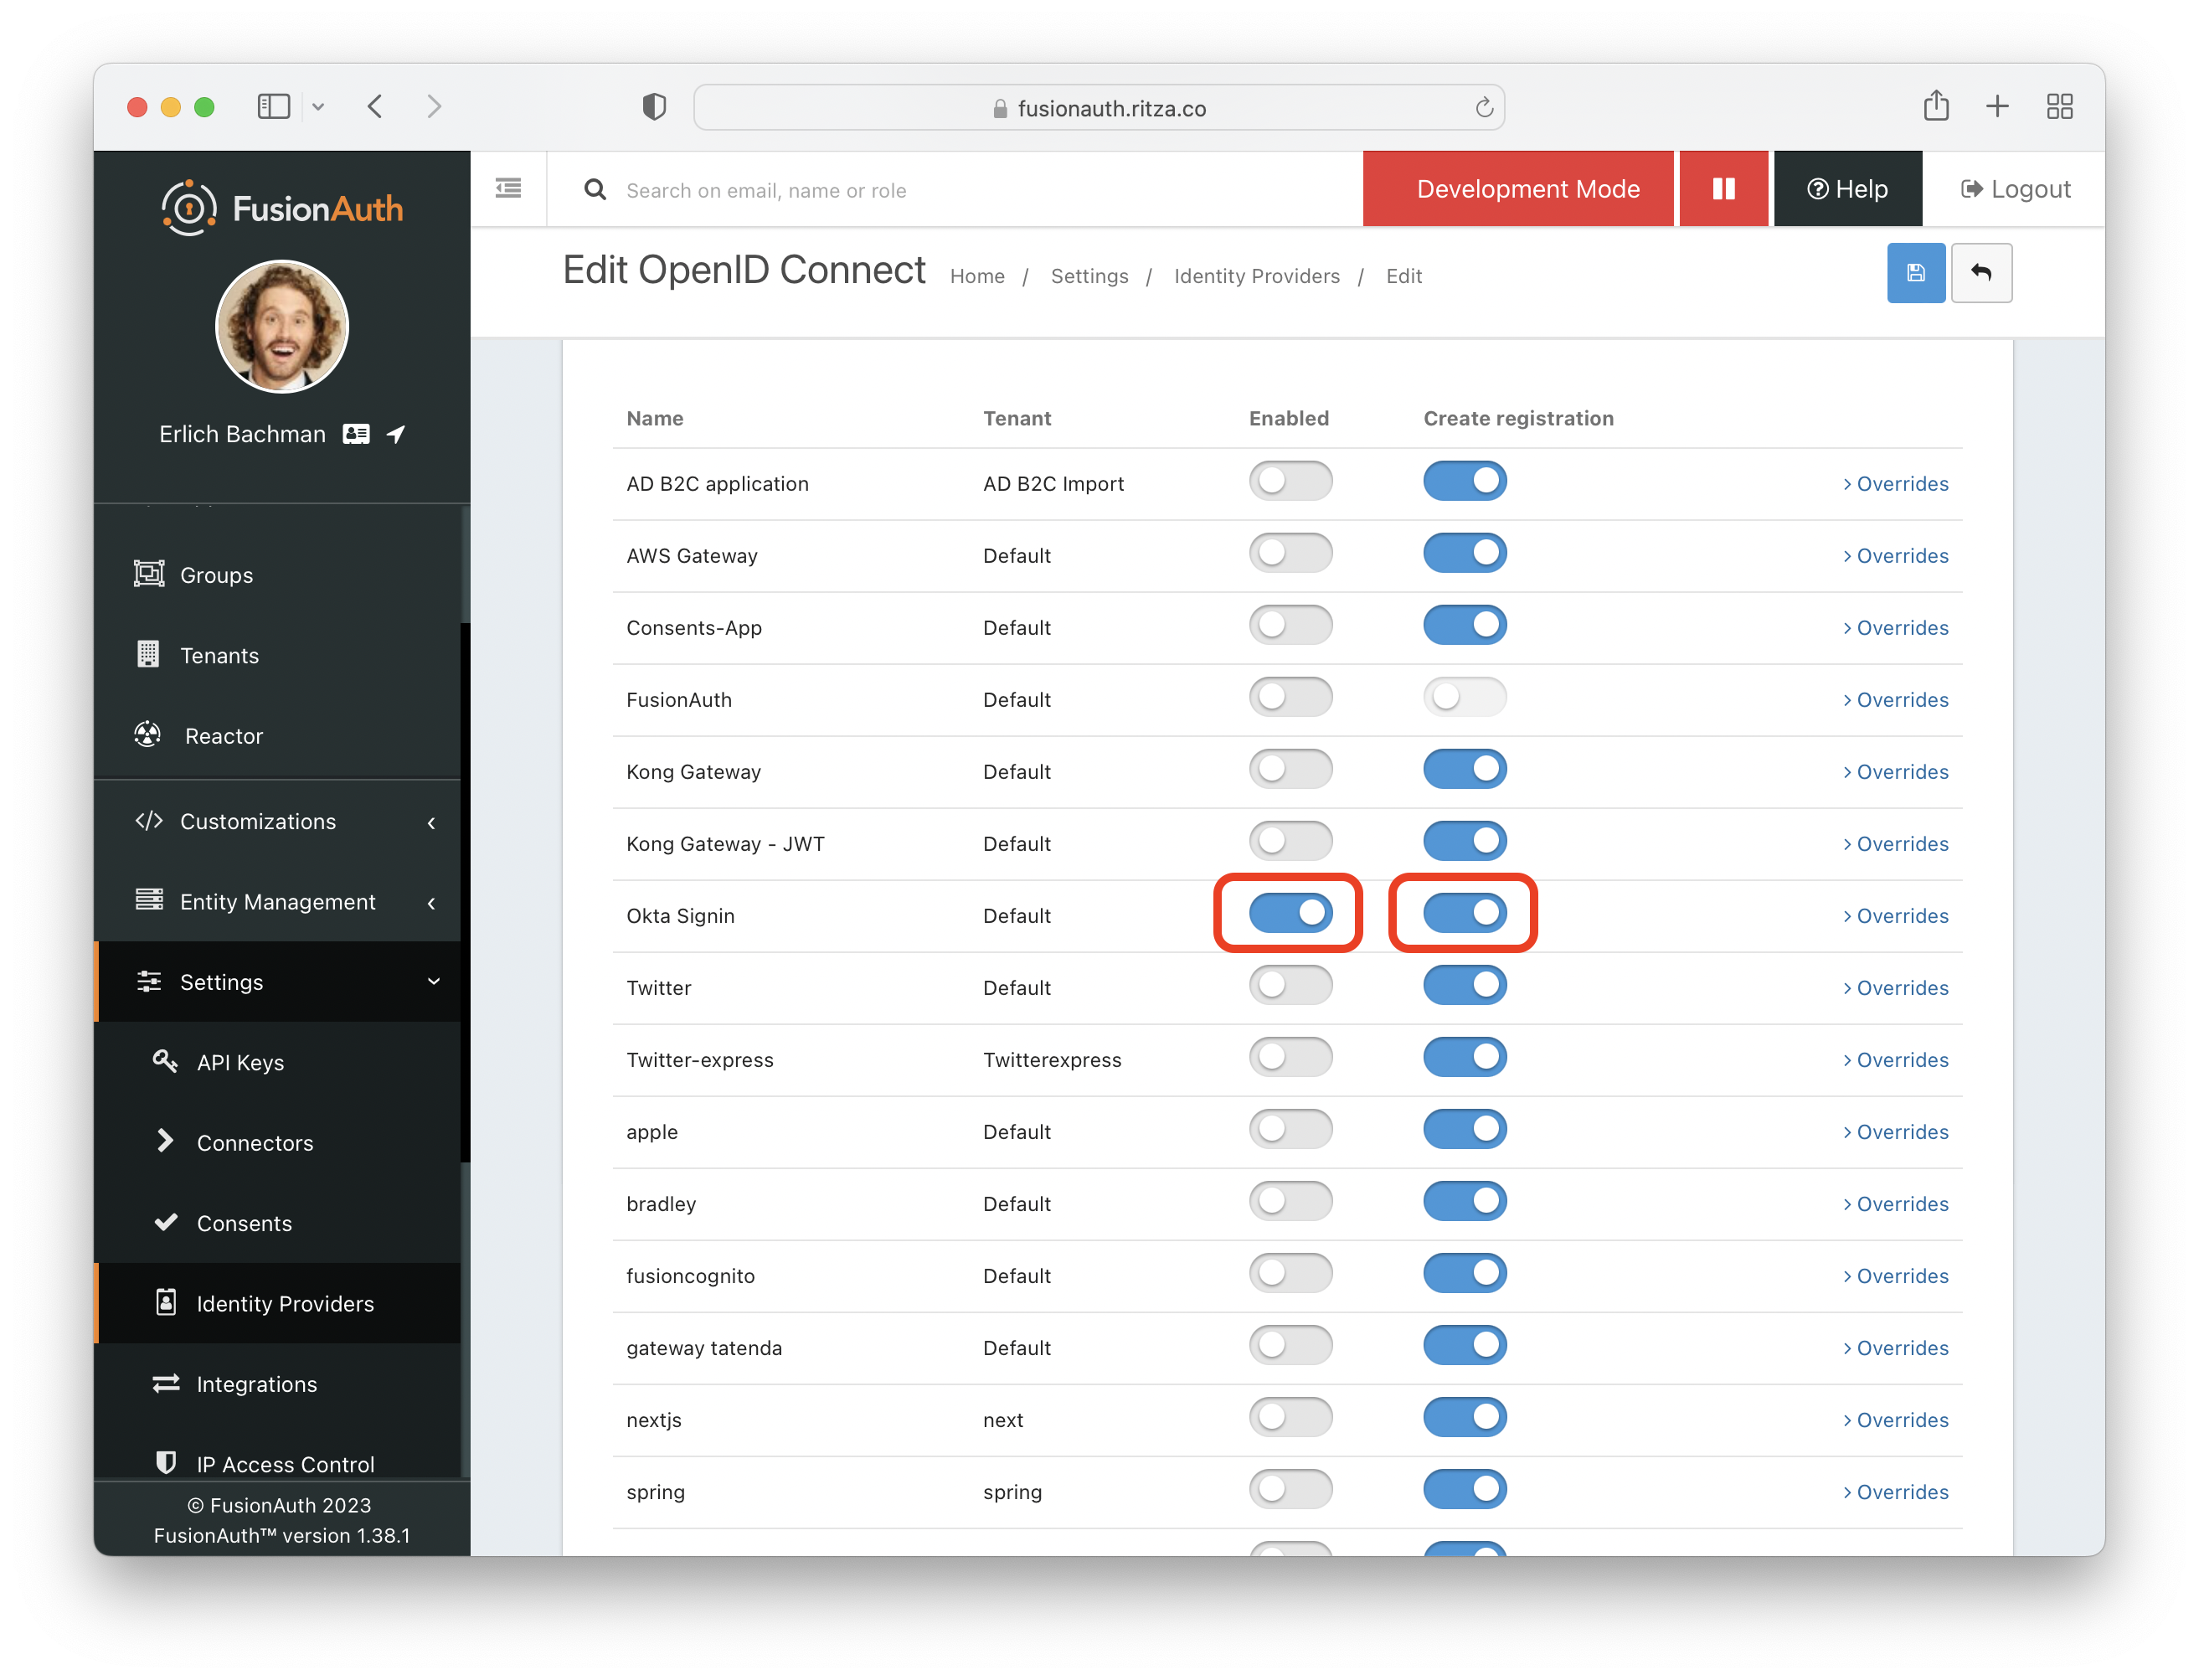 fusionauth.ritza.co
FusionAuth
Search on email, name or role
Development Mode
Help
Logout
Edit OpenID Connect
Home / Settings / Identity Providers / Edit
Erlich Bachman
Groups
Tenants
Reactor
Customizations
Entity Management
Settings
API Keys
Connectors
Consents
Identity Providers
Integrations
IP Access Control
© FusionAuth 2023
FusionAuth™ version 1.38.1
Name Tenant Enabled Create registration
AD B2C application AD B2C Import > Overrides
AWS Gateway Default > Overrides
Consents-App Default > Overrides
FusionAuth Default > Overrides
Kong Gateway Default > Overrides
Kong Gateway - JWT Default > Overrides
Okta Signin Default > Overrides
Twitter Default > Overrides
Twitter-express Twitterexpress > Overrides
apple Default > Overrides
bradley Default > Overrides
fusioncognito Default > Overrides
gateway tatenda Default > Overrides
nextjs next > Overrides
spring spring > Overrides